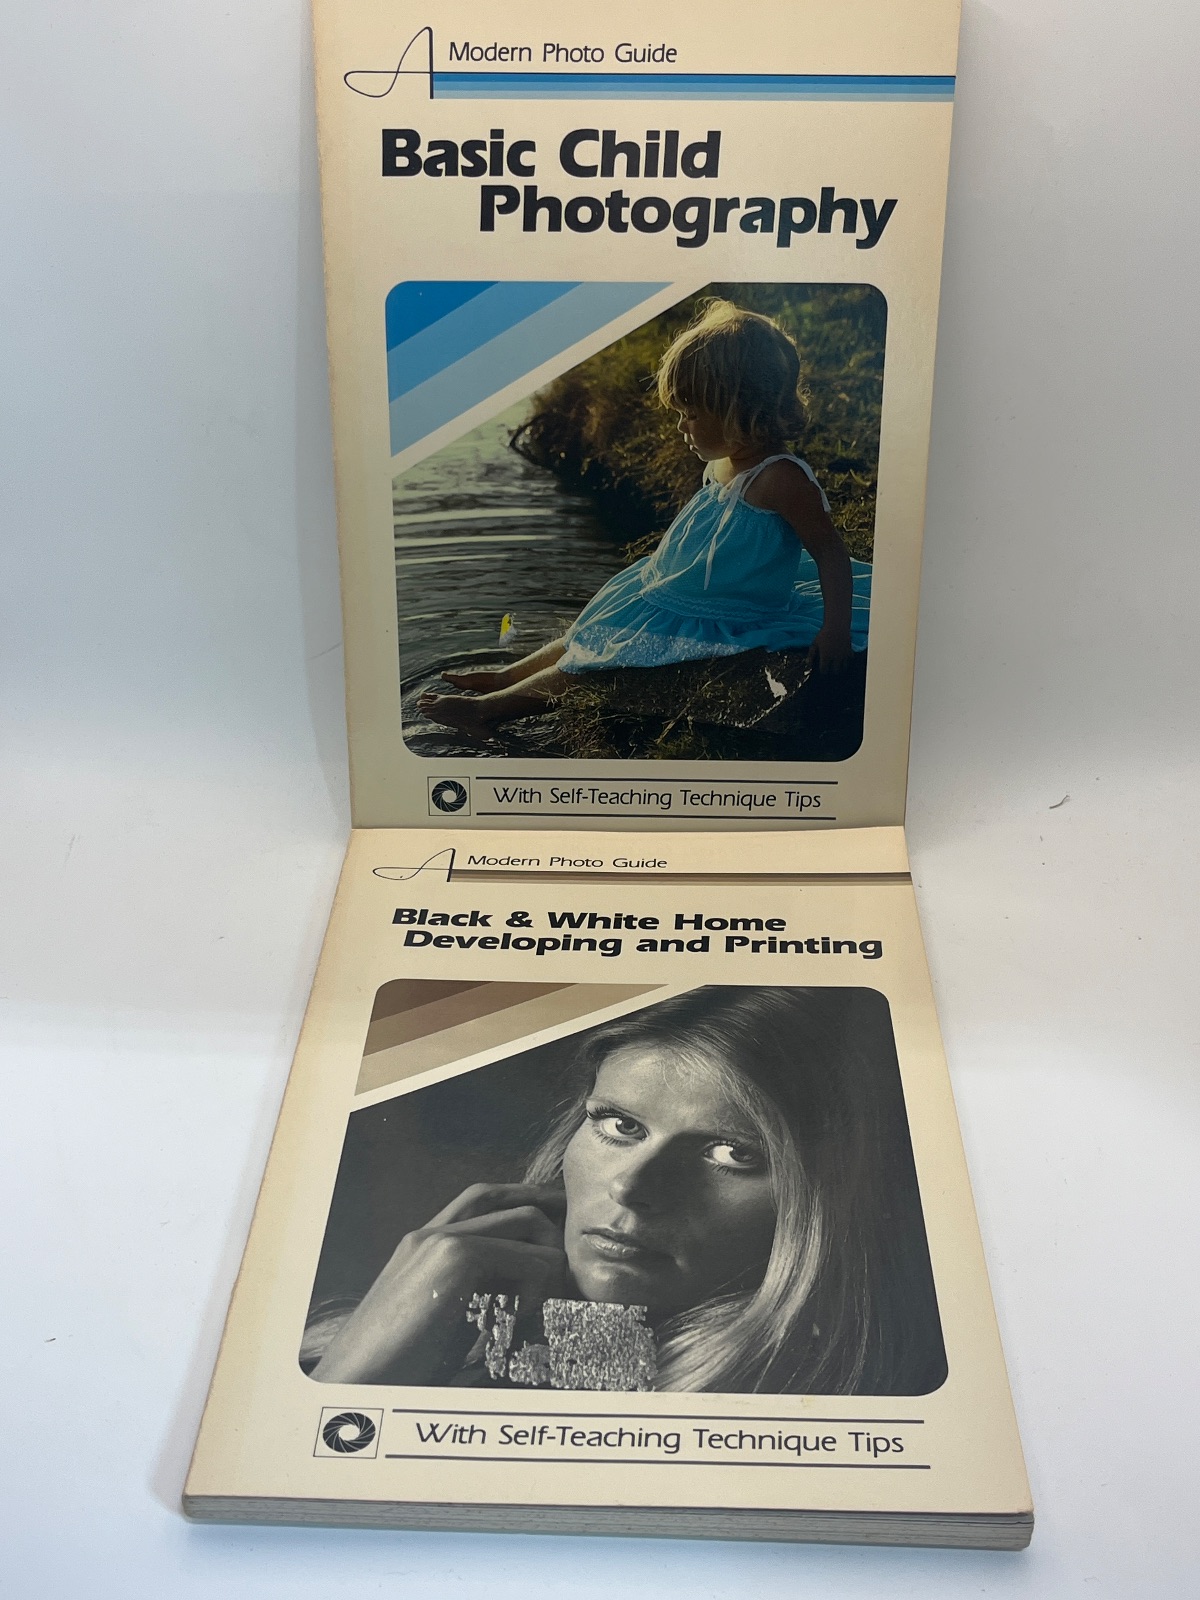 A Modern Photo Guide
Basic Child
Photography
With Self-Teaching Technique Tips
A Modern Photo Guide
Black & White Home
Developing and Printing
With Self-Teaching Technique Tips